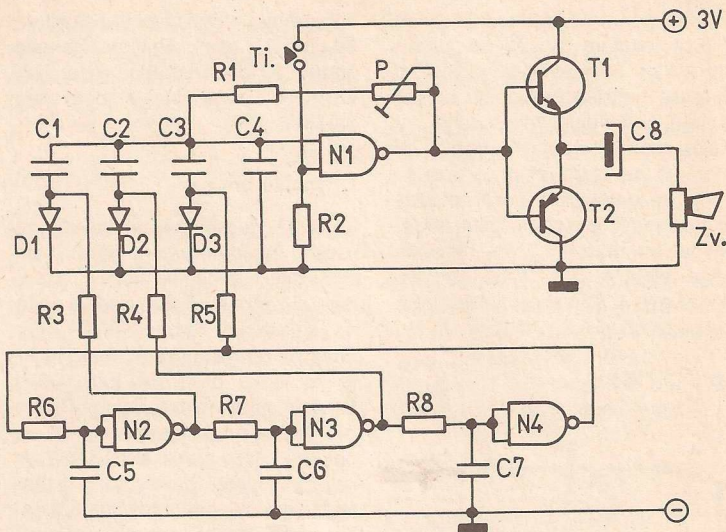 ⊕ 3V
Ti.
P
T1
R1
C1
C2
C3
C4
N1
C8
R2
T2
D1
D2
D3
Zv.
R3
R4
R5
R6
N2
R7
N3
R8
N4
C5
C6
C7
⊖